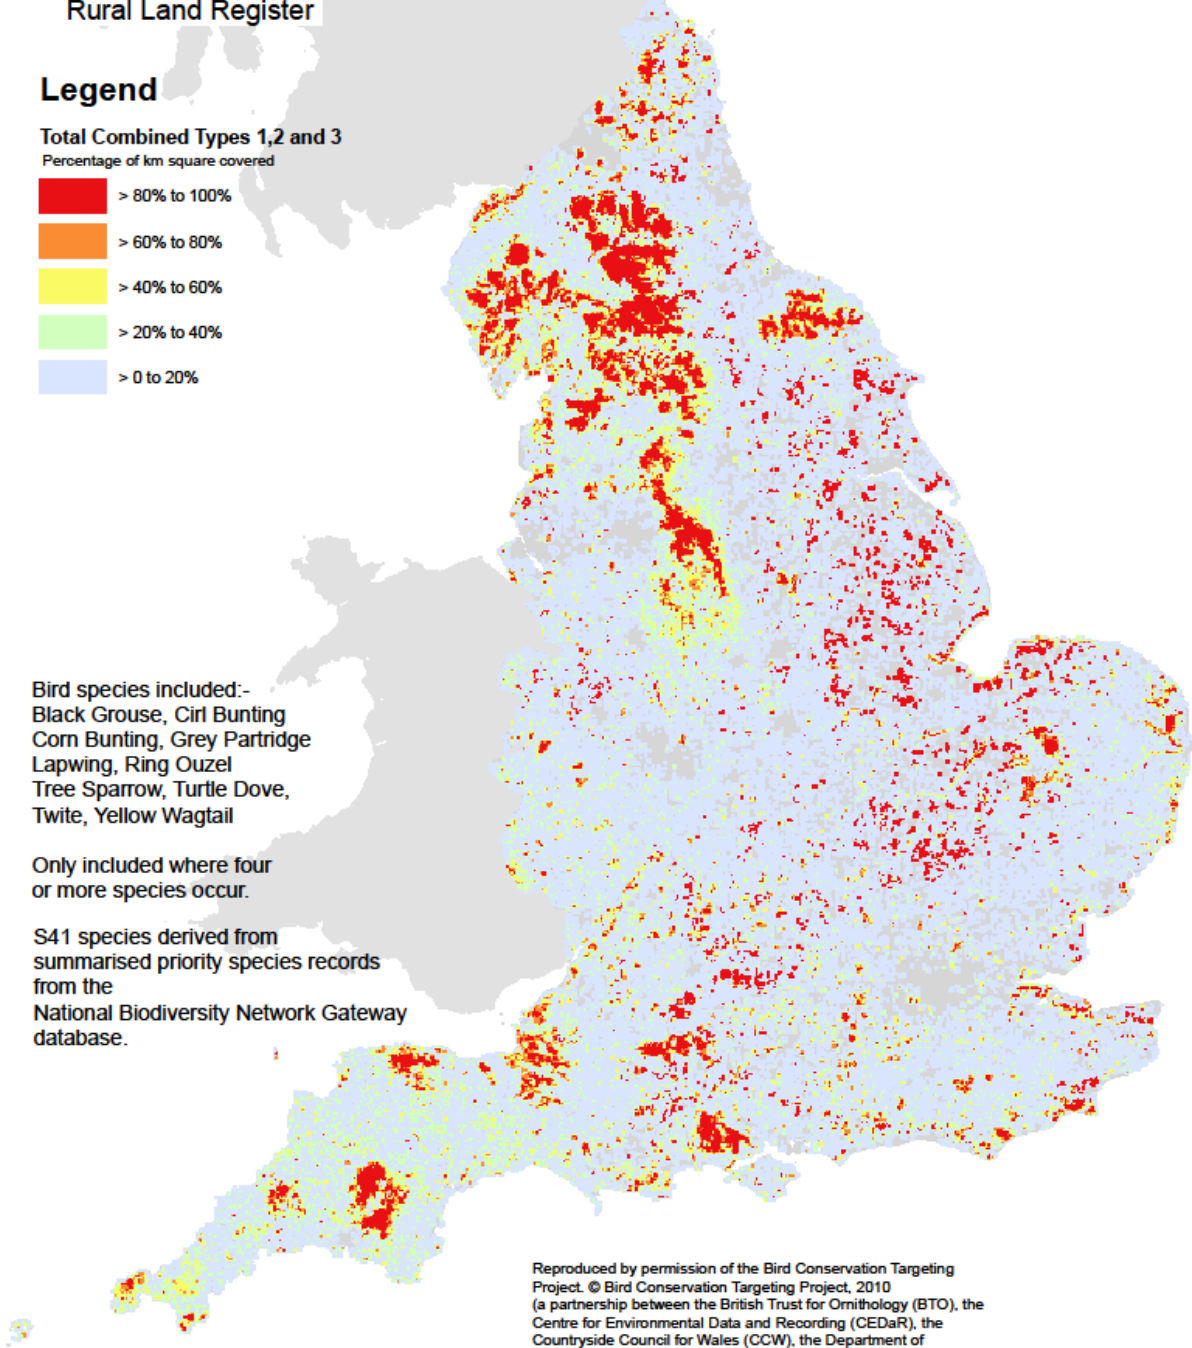 Rural Land Register
Legend
Total Combined Types 1,2 and 3
Percentage of km square covered
> 80% to 100%
> 60% to 80%
> 40% to 60%
> 20% to 40%
> 0 to 20%
Bird species included:-
Black Grouse, Cirl Bunting
Corn Bunting, Grey Partridge
Lapwing, Ring Ouzel
Tree Sparrow, Turtle Dove,
Twite, Yellow Wagtail
Only included where four
or more species occur.
S41 species derived from
summarised priority species records
from the
National Biodiversity Network Gateway
database.
Reproduced by permission of the Bird Conservation Targeting
Project. © Bird Conservation Targeting Project, 2010
(a partnership between the British Trust for Ornithology (BTO), the
Centre for Environmental Data and Recording (CEDaR), the
Countryside Council for Wales (CCW), the Department of